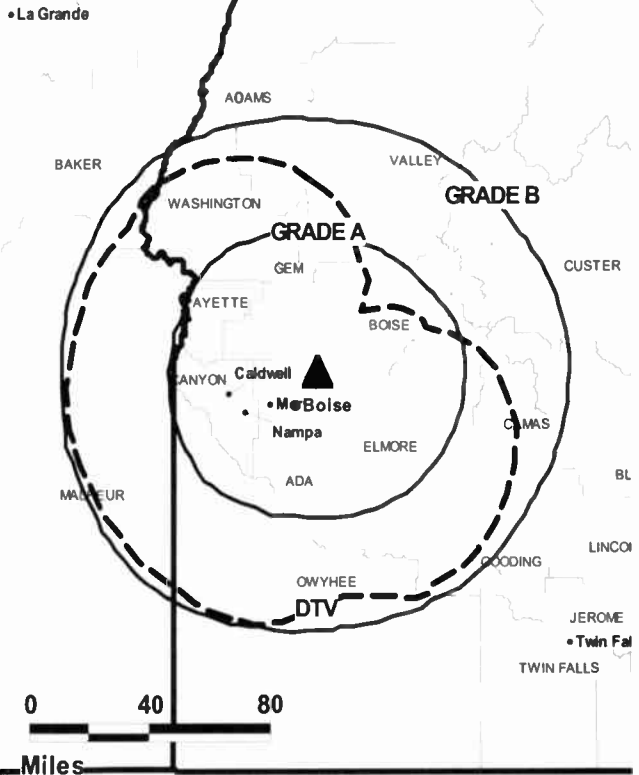 La Grande
ADAMS
BAKER
VALLEY
GRADE B
WASHINGTON
GRADE A
CUSTER
GEM
AYETTE
BOISE
Caldwell
CANYON
Boise
CAMAS
Nampa
ELMORE
BL
ADA
MALHEUR
LINCOI
GOODING
OWYHEE
DTV
JEROME
Twin Fal
TWIN FALLS
0 40 80
Miles